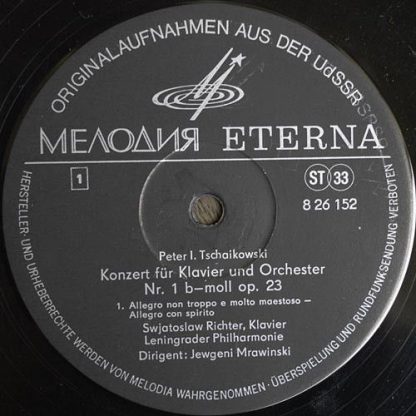 ORIGINALAUFNAHMEN AUS DER UdSSR
МЕЛОДИЯ ETERNA
1
ST 33
8 26 152
Peter I. Tschaikowski
Konzert für Klavier und Orchester
Nr. 1 b—moll op. 23
1. Allegro non troppo e molto maestoso —
Allegro con spirito
Swjatoslaw Richter, Klavier
Leningrader Philharmonie
Dirigent: Jewgeni Mrawinski
HERSTELLER- UND URHEBERRECHTE WERDEN VON MELODIA WAHRGENOMMEN · ÜBERSPIELUNG UND RUNDFUNKSENDUNG VERBOTEN